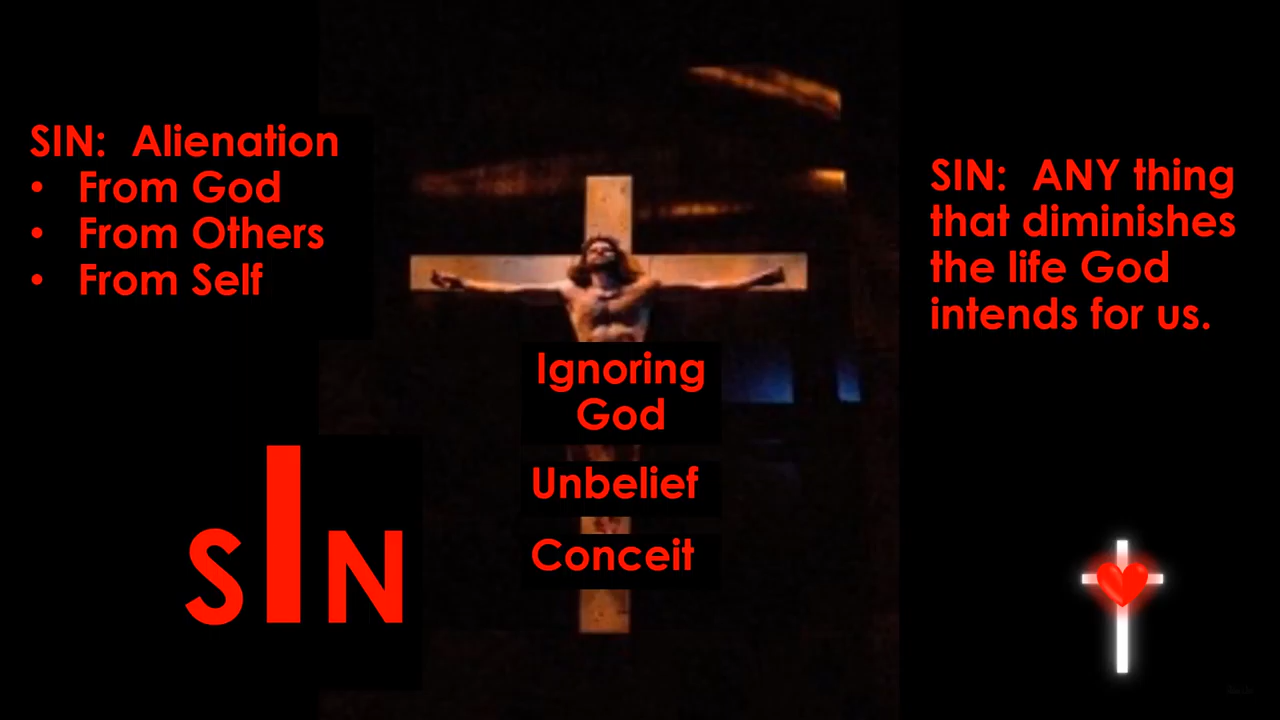 SIN:  Alienation
• From God
• From Others
• From Self
SIN
Ignoring
God
Unbelief
Conceit
SIN:  ANY thing
that diminishes
the life God
intends for us.